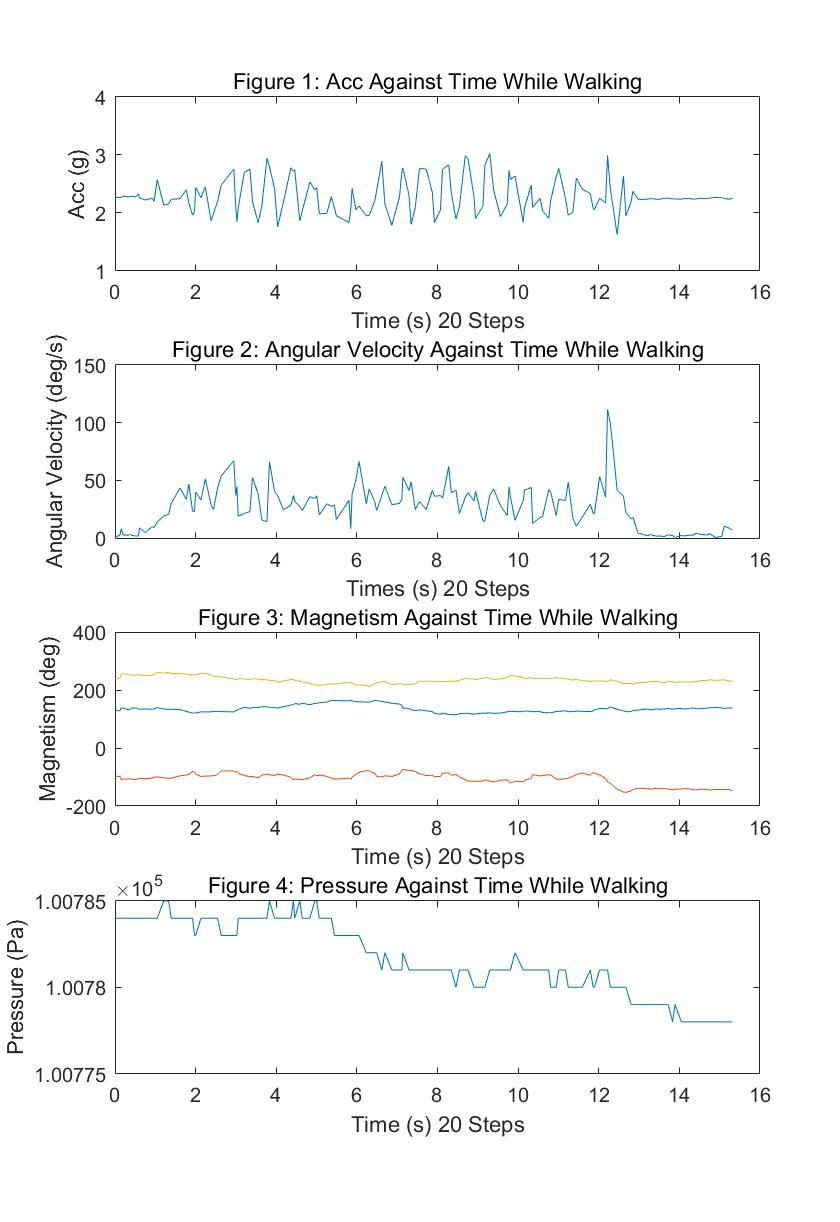 Figure 1: Acc Against Time While Walking
4
3
2
1
Acc (g)
0 2 4 6 8 10 12 14 16
Time (s) 20 Steps
Figure 2: Angular Velocity Against Time While Walking
150
100
50
0
Angular Velocity (deg/s)
0 2 4 6 8 10 12 14 16
Times (s) 20 Steps
Figure 3: Magnetism Against Time While Walking
400
200
0
-200
Magnetism (deg)
0 2 4 6 8 10 12 14 16
Time (s) 20 Steps
×10⁵ Figure 4: Pressure Against Time While Walking
1.00785
1.0078
1.00775
Pressure (Pa)
0 2 4 6 8 10 12 14 16
Time (s) 20 Steps